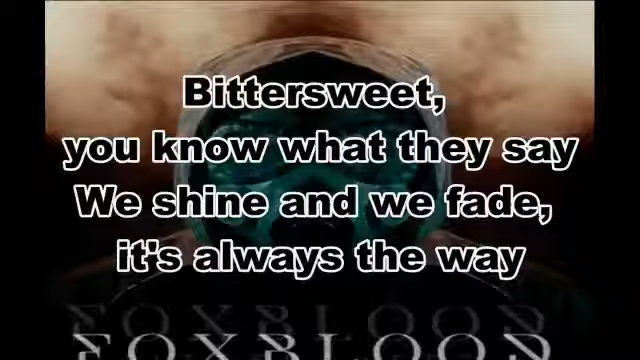 Bittersweet,
you know what they say
We shine and we fade,
it's always the way
FOXBLOOD
FOXBLOOD